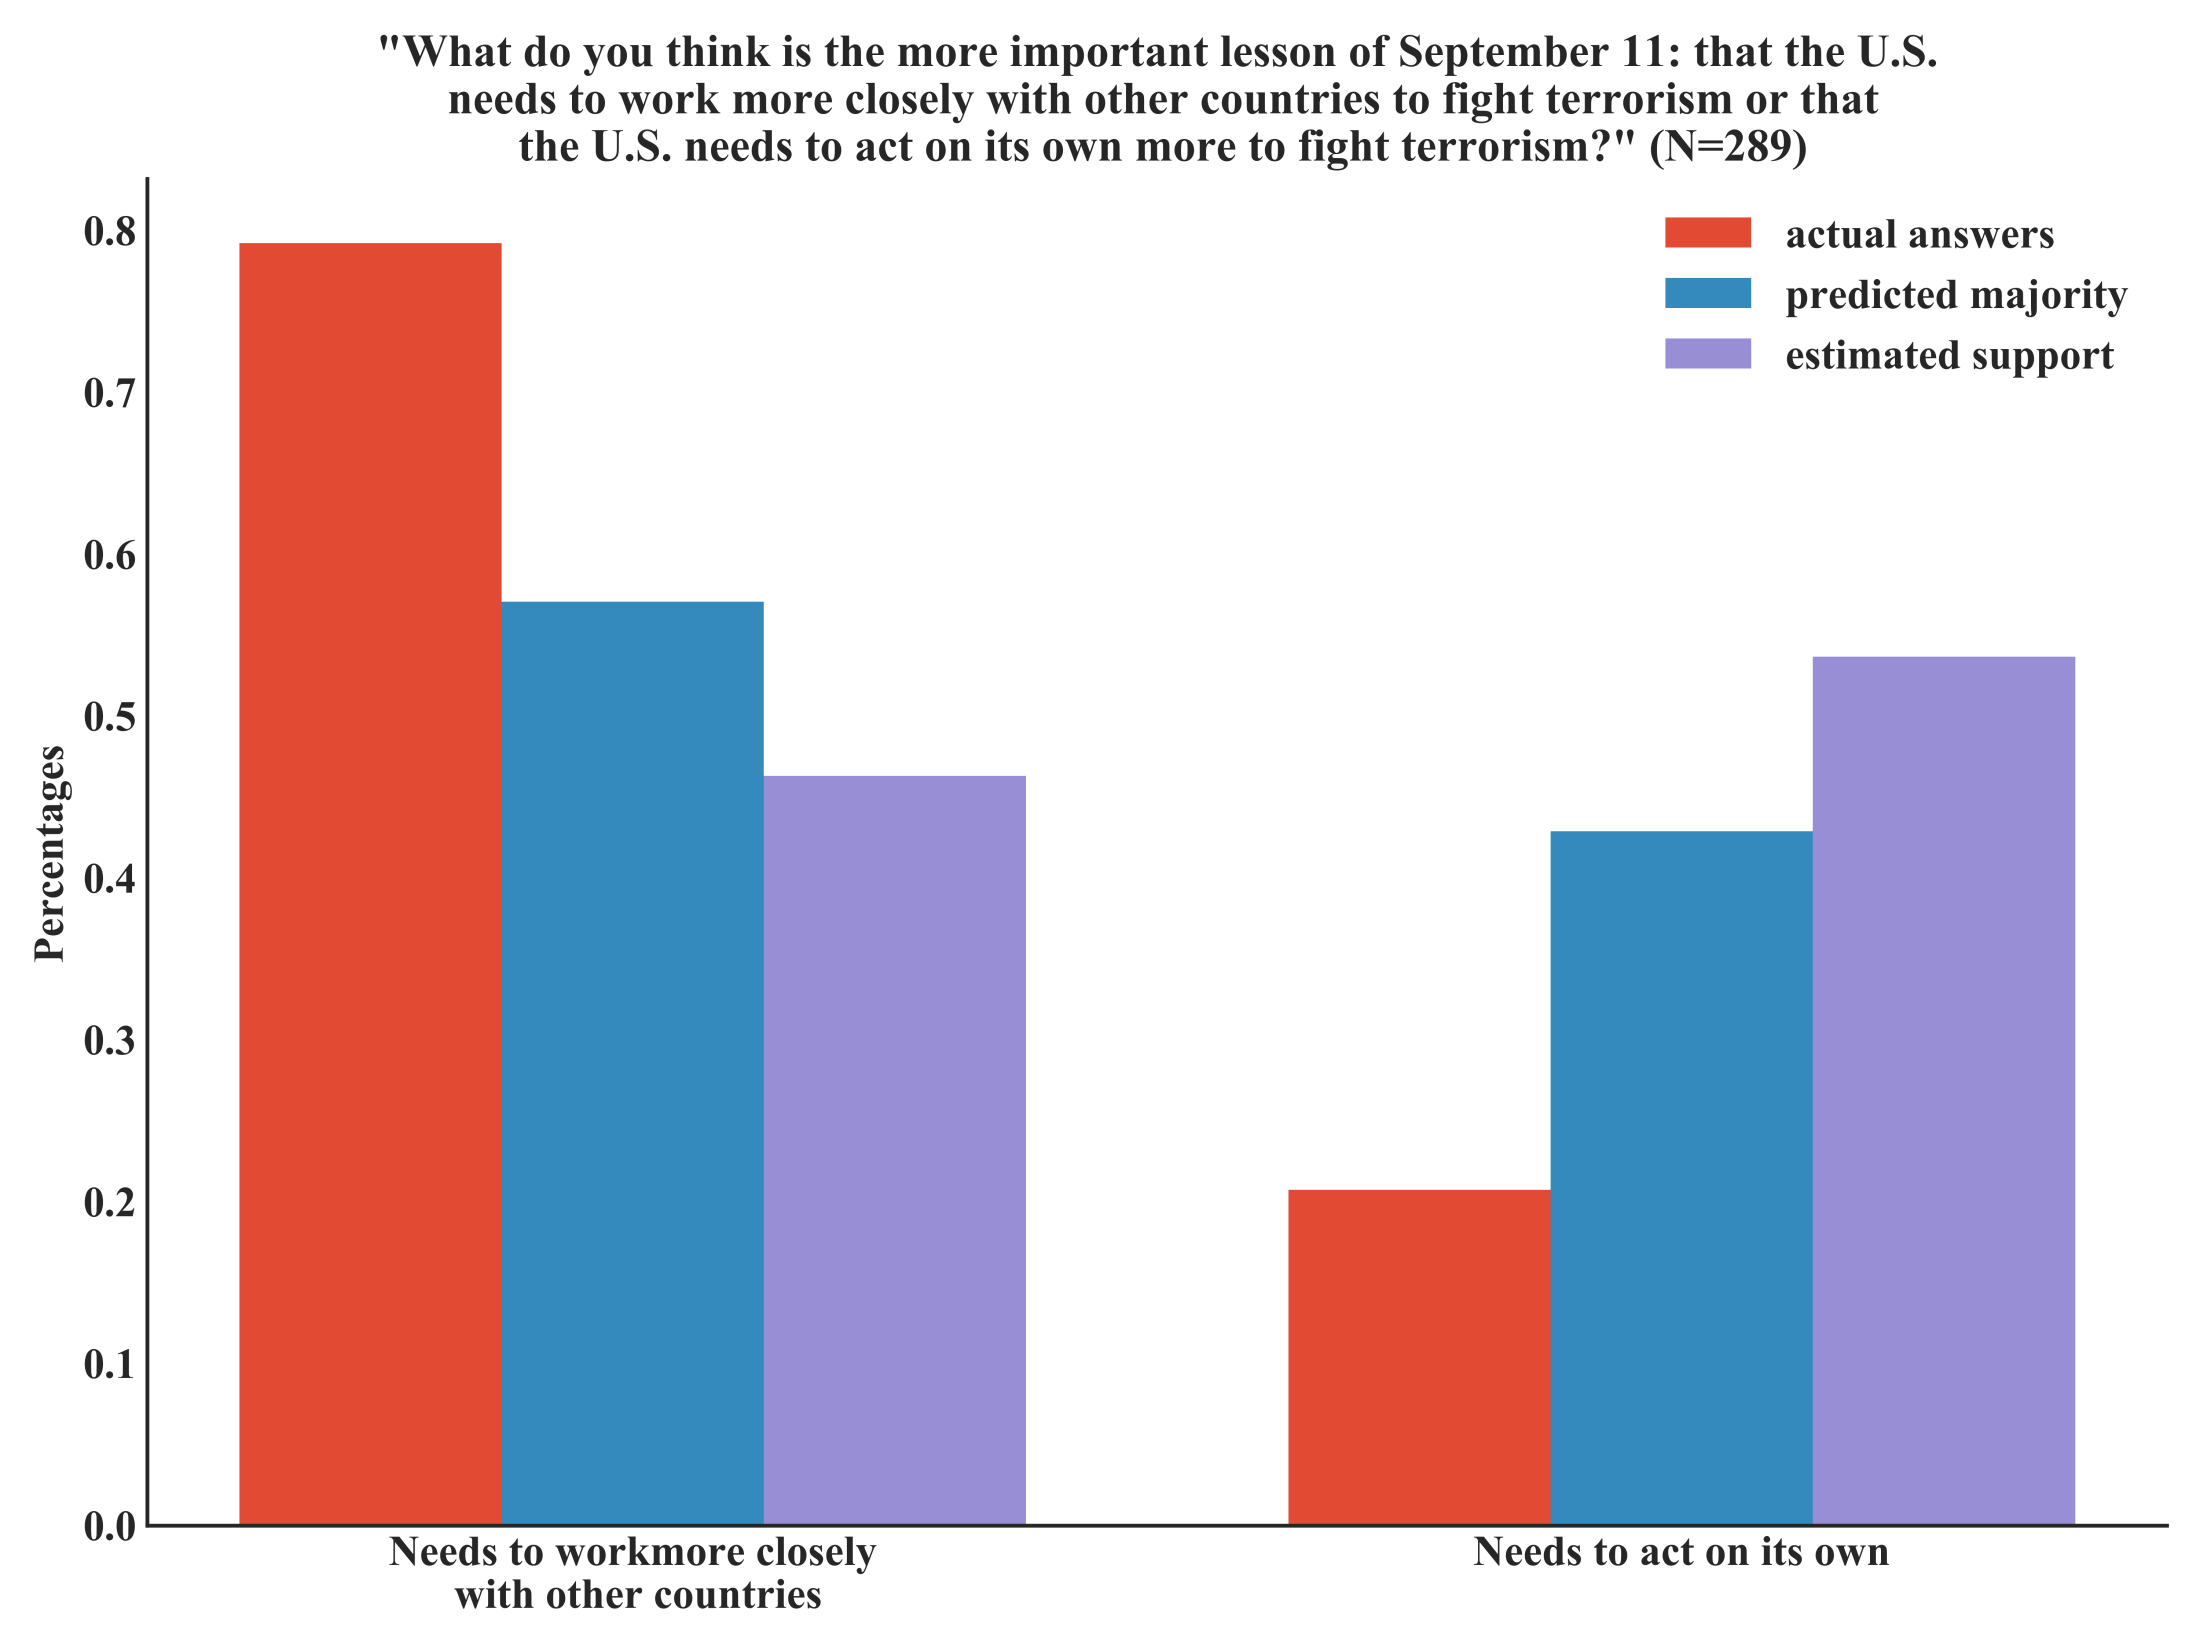 "What do you think is the more important lesson of September 11: that the U.S.
needs to work more closely with other countries to fight terrorism or that
the U.S. needs to act on its own more to fight terrorism?" (N=289)
actual answers
predicted majority
estimated support
Percentages
0.8
0.7
0.6
0.5
0.4
0.3
0.2
0.1
0.0
Needs to workmore closely
with other countries
Needs to act on its own